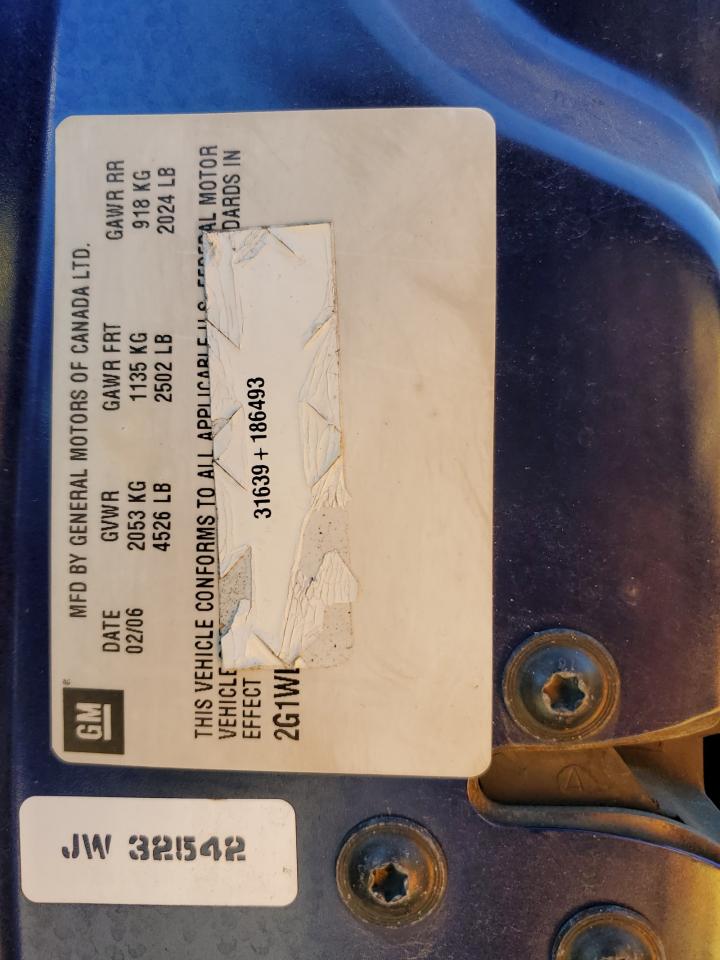 GM
MFD BY GENERAL MOTORS OF CANADA LTD.
DATE GVWR GAWR FRT GAWR RR
02/06 2053 KG 1135 KG 918 KG
4526 LB 2502 LB 2024 LB
THIS VEHICLE CONFORMS TO ALL APPLICABLE U.S. FEDERAL MOTOR
VEHICLE DARDS IN
EFFECT
2G1W
31639 + 186493
JW 32542